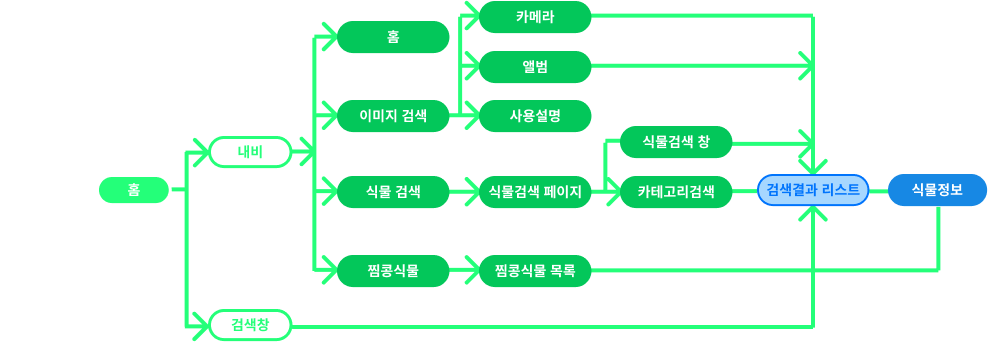 홈
내비
검색창
홈
이미지 검색
식물 검색
찜콩식물
카메라
앨범
사용설명
식물검색 페이지
찜콩식물 목록
식물검색 창
카테고리검색
검색결과 리스트
식물정보